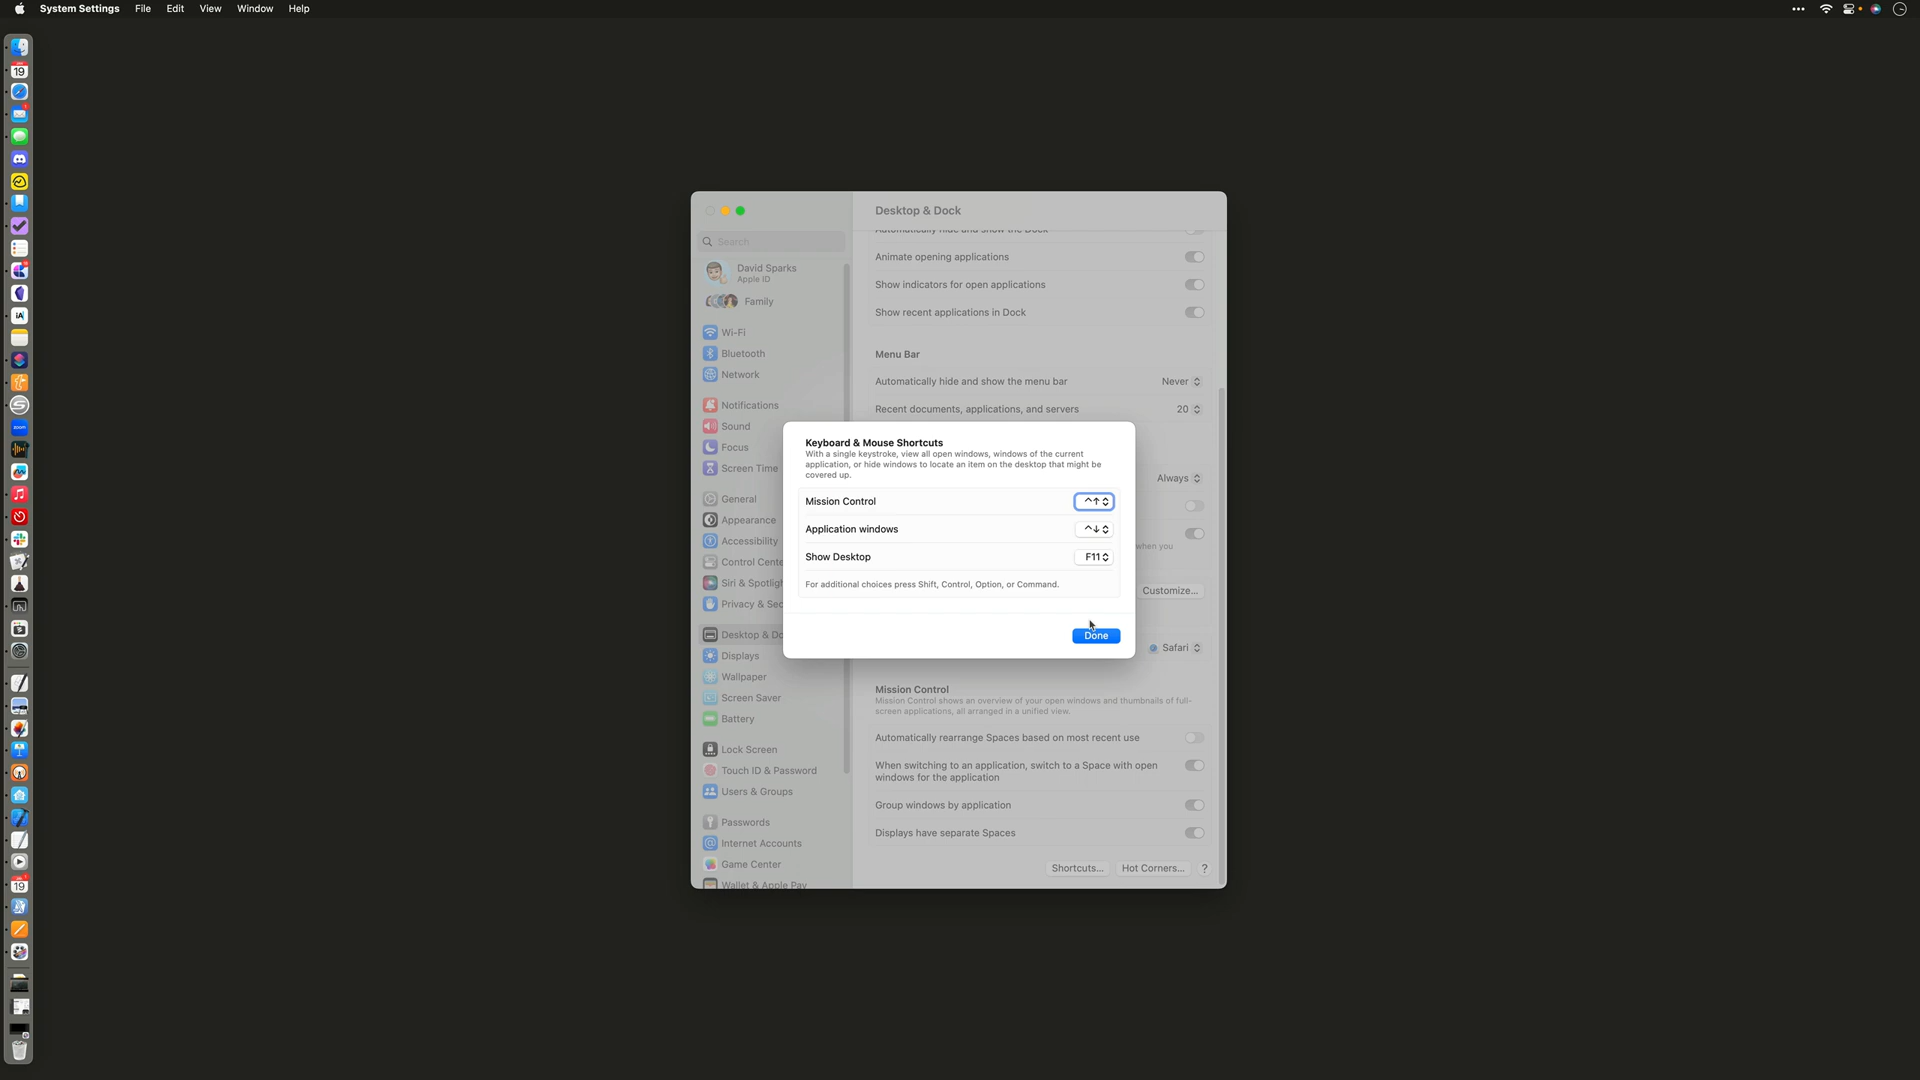 System Settings File Edit View Window Help
19
zoom
19
Desktop & Dock
Search
David Sparks
Apple ID
Family
Wi-Fi
Bluetooth
Network
Notifications
Sound
Focus
Screen Time
General
Appearance
Accessibility
Control Cente
Siri & Spotligh
Privacy & Sec
Desktop & Do
Displays
Wallpaper
Screen Saver
Battery
Lock Screen
Touch ID & Password
Users & Groups
Passwords
Internet Accounts
Game Center
Wallet & Apple Pay
Automatically hide and show the Dock
Animate opening applications
Show indicators for open applications
Show recent applications in Dock
Menu Bar
Automatically hide and show the menu bar Never
Recent documents, applications, and servers 20
Keyboard & Mouse Shortcuts
With a single keystroke, view all open windows, windows of the current
application, or hide windows to locate an item on the desktop that might be
covered up.
Mission Control ^↑
Application windows ^↓
Show Desktop F11
For additional choices press Shift, Control, Option, or Command.
Done
Always
when you
Customize...
Safari
Mission Control
Mission Control shows an overview of your open windows and thumbnails of full-
screen applications, all arranged in a unified view.
Automatically rearrange Spaces based on most recent use
When switching to an application, switch to a Space with open
windows for the application
Group windows by application
Displays have separate Spaces
Shortcuts... Hot Corners... ?